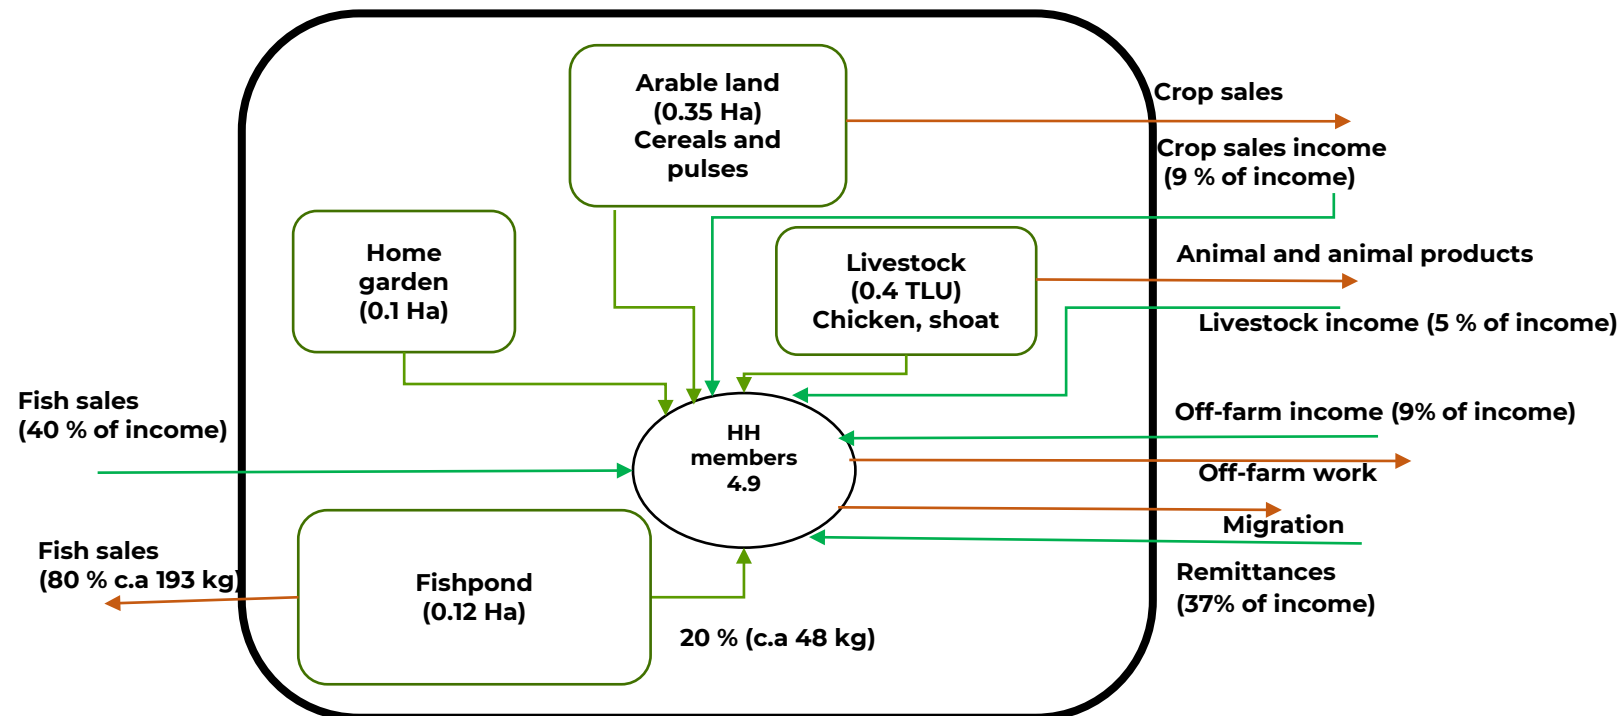 Arable land
(0.35 Ha)
Cereals and
pulses
Crop sales
Crop sales income
(9 % of income)
Home
garden
(0.1 Ha)
Livestock
(0.4 TLU)
Chicken, shoat
Animal and animal products
Livestock income (5 % of income)
Fish sales
(40 % of income)
HH
members
4.9
Off-farm income (9% of income)
Off-farm work
Migration
Remittances
(37% of income)
Fish sales
(80 % c.a 193 kg)
Fishpond
(0.12 Ha)
20 % (c.a 48 kg)